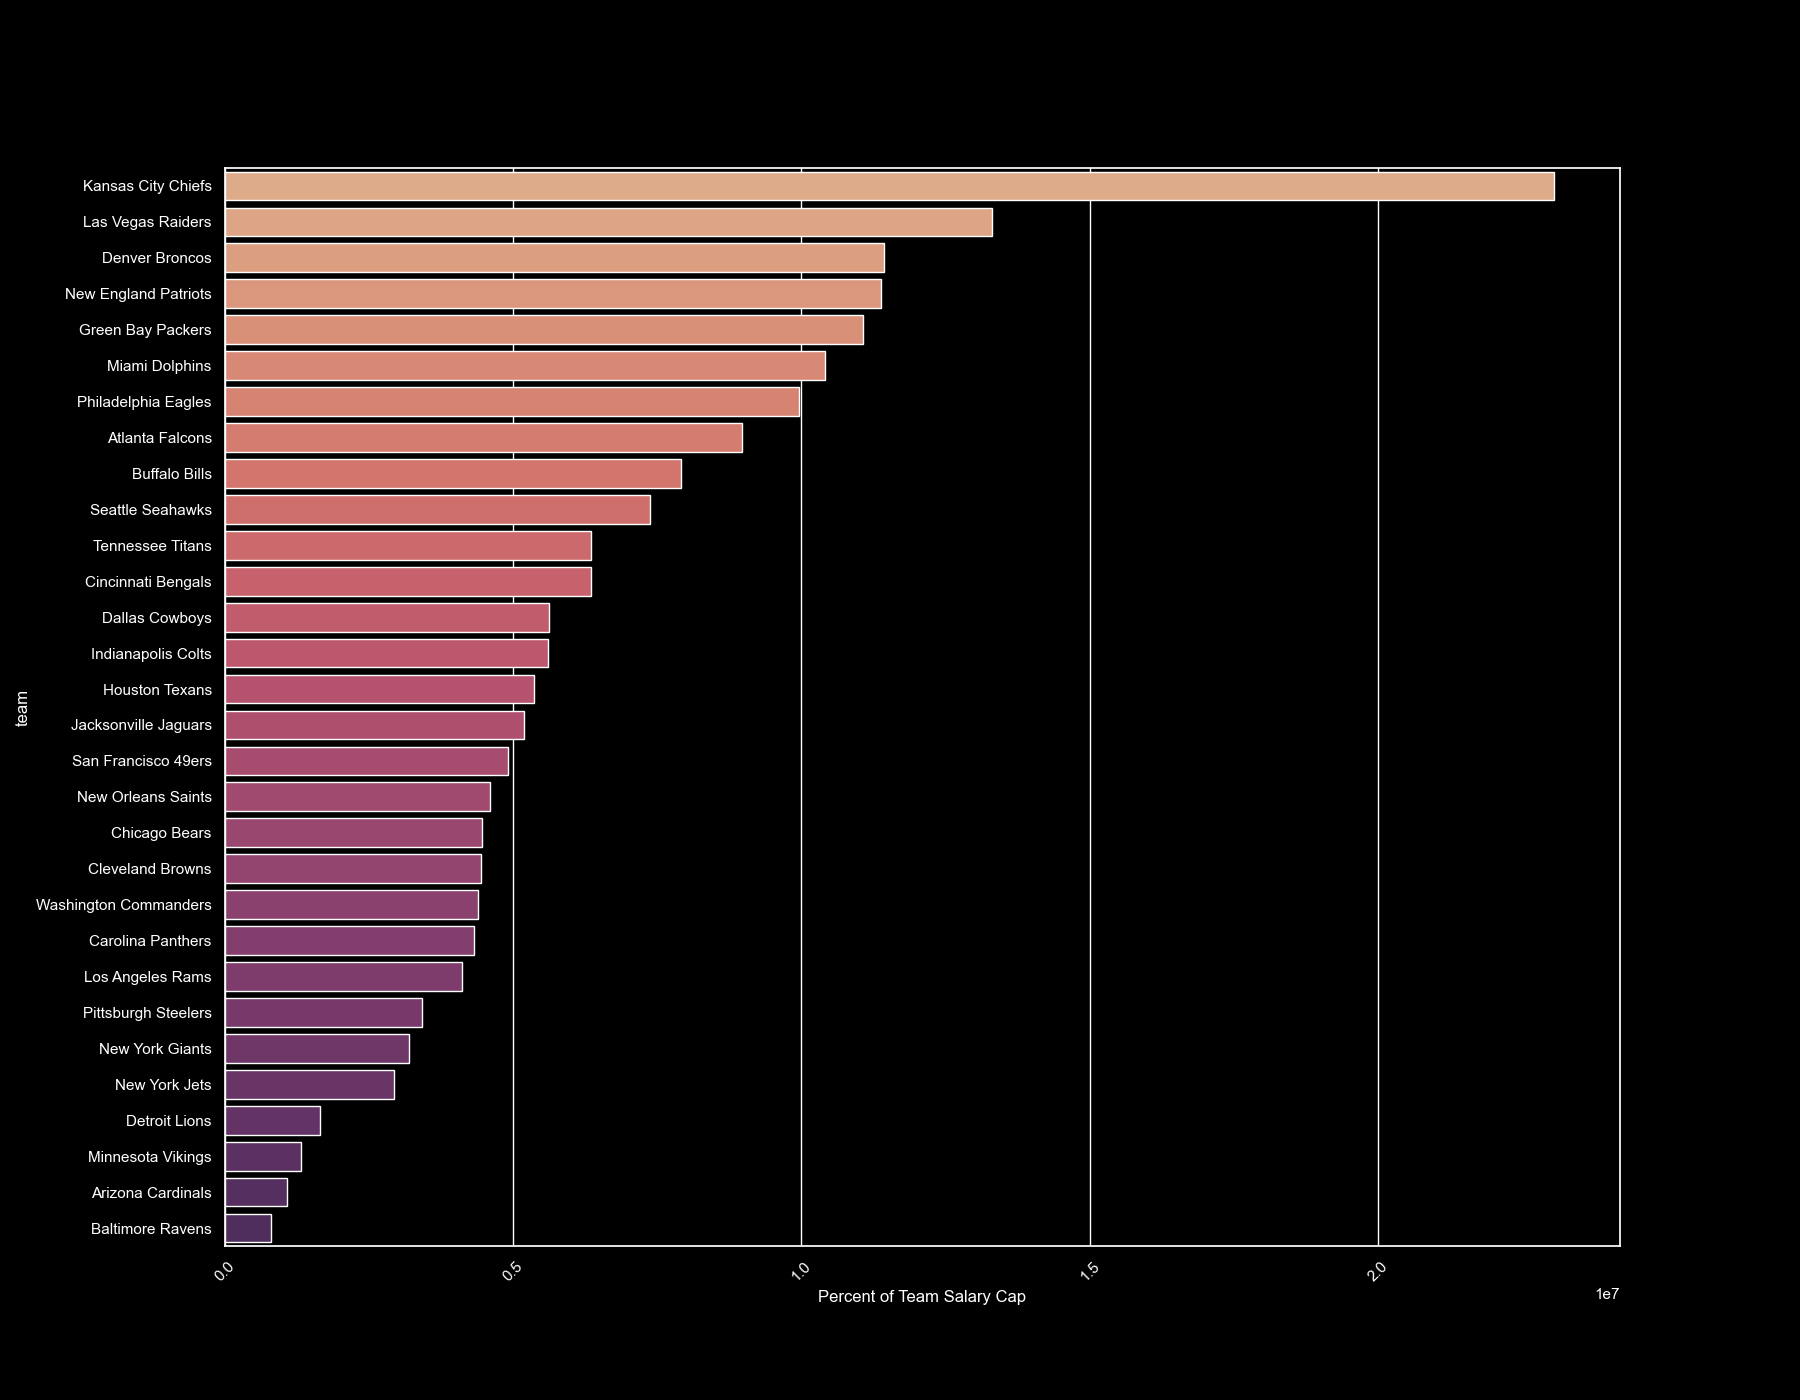 Kansas City Chiefs
Las Vegas Raiders
Denver Broncos
New England Patriots
Green Bay Packers
Miami Dolphins
Philadelphia Eagles
Atlanta Falcons
Buffalo Bills
Seattle Seahawks
Tennessee Titans
Cincinnati Bengals
Dallas Cowboys
Indianapolis Colts
Houston Texans
Jacksonville Jaguars
San Francisco 49ers
New Orleans Saints
Chicago Bears
Cleveland Browns
Washington Commanders
Carolina Panthers
Los Angeles Rams
Pittsburgh Steelers
New York Giants
New York Jets
Detroit Lions
Minnesota Vikings
Arizona Cardinals
Baltimore Ravens
team
0.0 0.5 1.0 1.5 2.0
1e7
Percent of Team Salary Cap